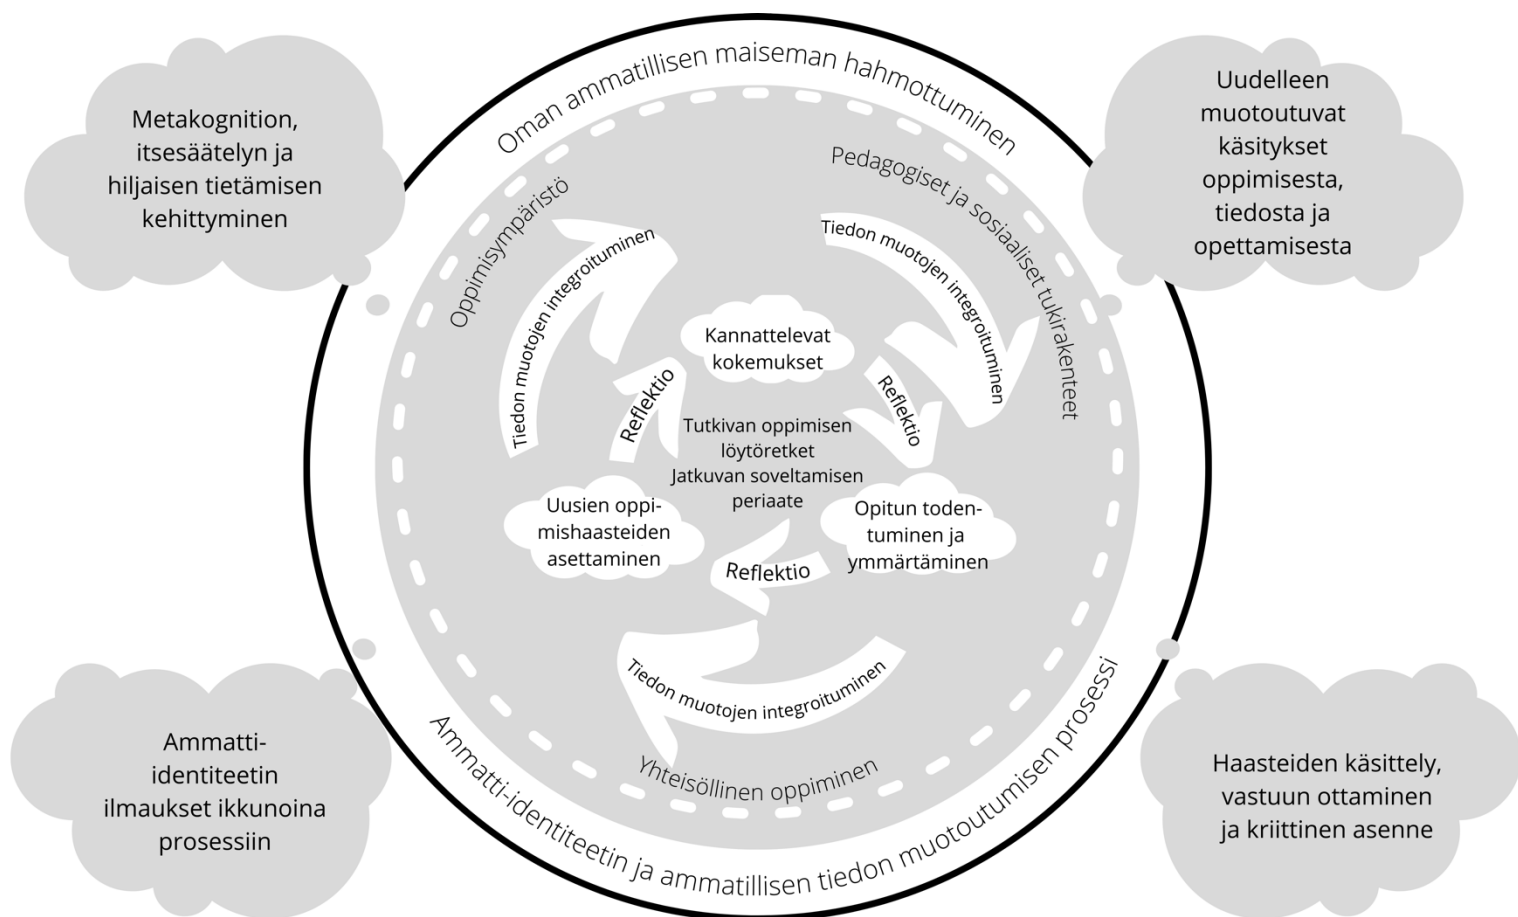 Oman ammatillisen maiseman hahmottuminen
Metakognition,
itsesäätelyn ja
hiljaisen tietämisen
kehittyminen
Uudelleen
muotoutuvat
käsitykset
oppimisesta,
tiedosta ja
opettamisesta
Oppimisympäristö
Pedagogiset ja sosiaaliset tukirakenteet
Tiedon muotojen integroituminen
Tiedon muotojen integroituminen
Kannattelevat
kokemukset
Reflektio
Reflektio
Tutkivan oppimisen
löytöretket
Jatkuvan soveltamisen
periaate
Uusien oppi-
mishaasteiden
asettaminen
Opitun toden-
tuminen ja
ymmärtäminen
Reflektio
Tiedon muotojen integroituminen
Yhteisöllinen oppiminen
Ammatti-identiteetin ja ammatillisen tiedon muotoutumisen prosessi
Ammatti-
identiteetin
ilmaukset ikkunoina
prosessiin
Haasteiden käsittely,
vastuun ottaminen
ja kriittinen asenne